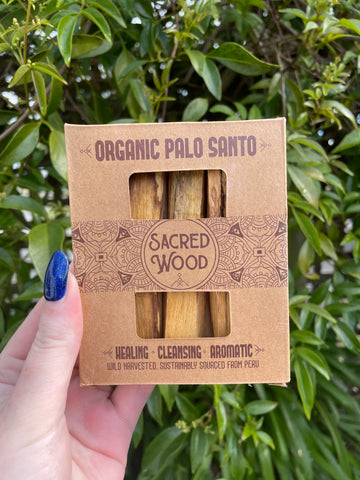 ORGANIC PALO SANTO
SACRED
WOOD
HEALING + CLEANSING + AROMATIC
WILD HARVESTED, SUSTAINABLY SOURCED FROM PERU